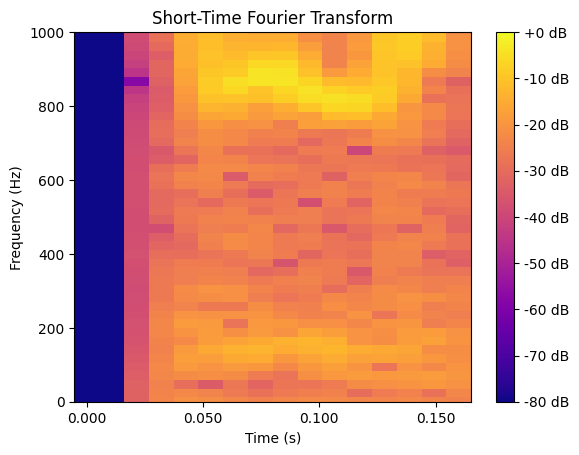 Short-Time Fourier Transform
1000
800
600
400
200
0
Frequency (Hz)
0.000
0.050
0.100
0.150
Time (s)
+0 dB
-10 dB
-20 dB
-30 dB
-40 dB
-50 dB
-60 dB
-70 dB
-80 dB